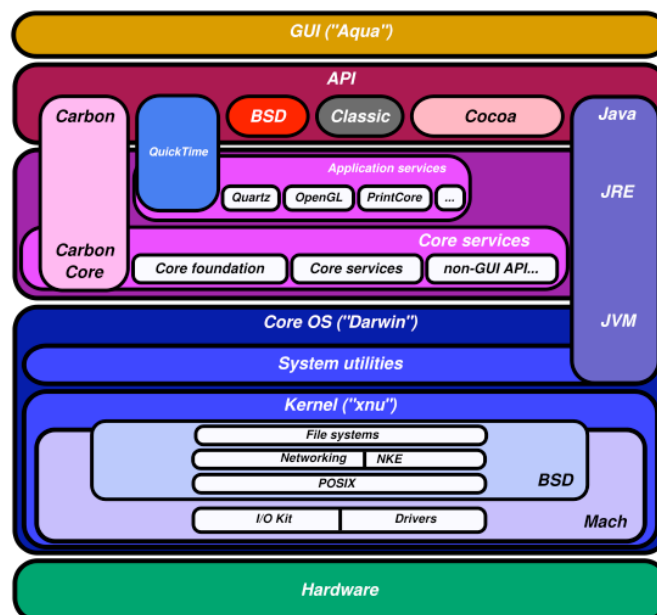 GUI ("Aqua")
API
Carbon
QuickTime
BSD
Classic
Cocoa
Java
Application services
Quartz
OpenGL
PrintCore
...
JRE
Carbon
Core
Core services
Core foundation
Core services
non-GUI API...
Core OS ("Darwin")
JVM
System utilities
Kernel ("xnu")
File systems
Networking
NKE
POSIX
BSD
I/O Kit
Drivers
Mach
Hardware